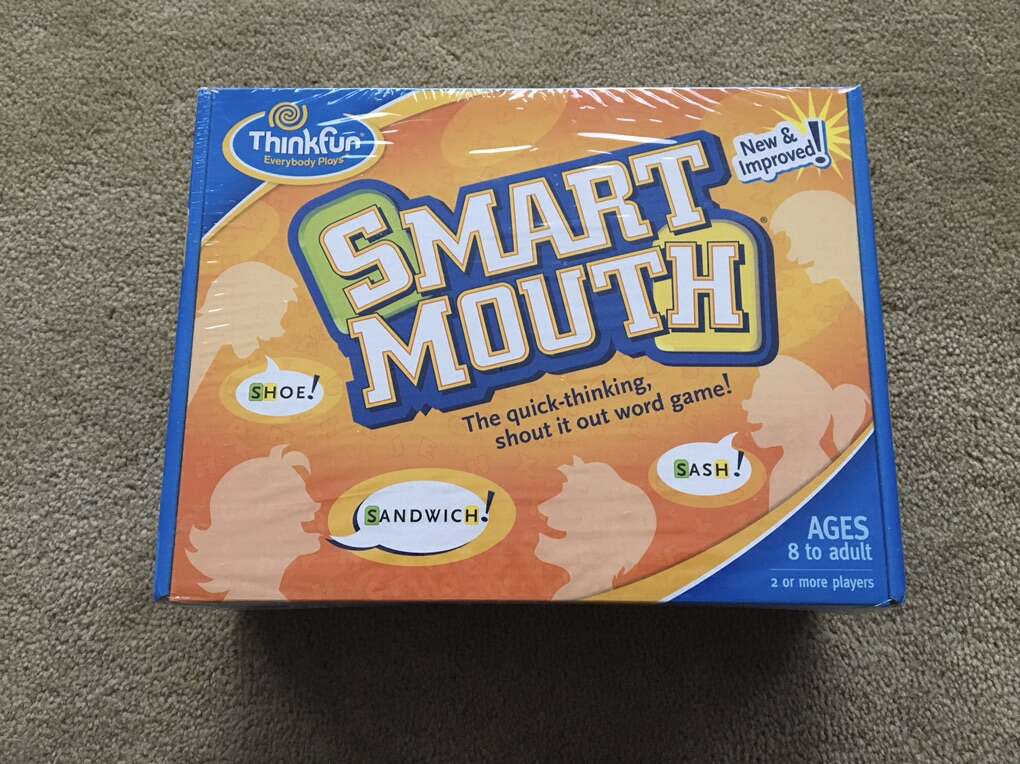 ThinkFun®
Everybody Plays™
New &
Improved!
SMART
MOUTH®
The quick-thinking,
shout it out word game!
SHOE!
SASH!
SANDWICH!
AGES
8 to adult
2 or more players